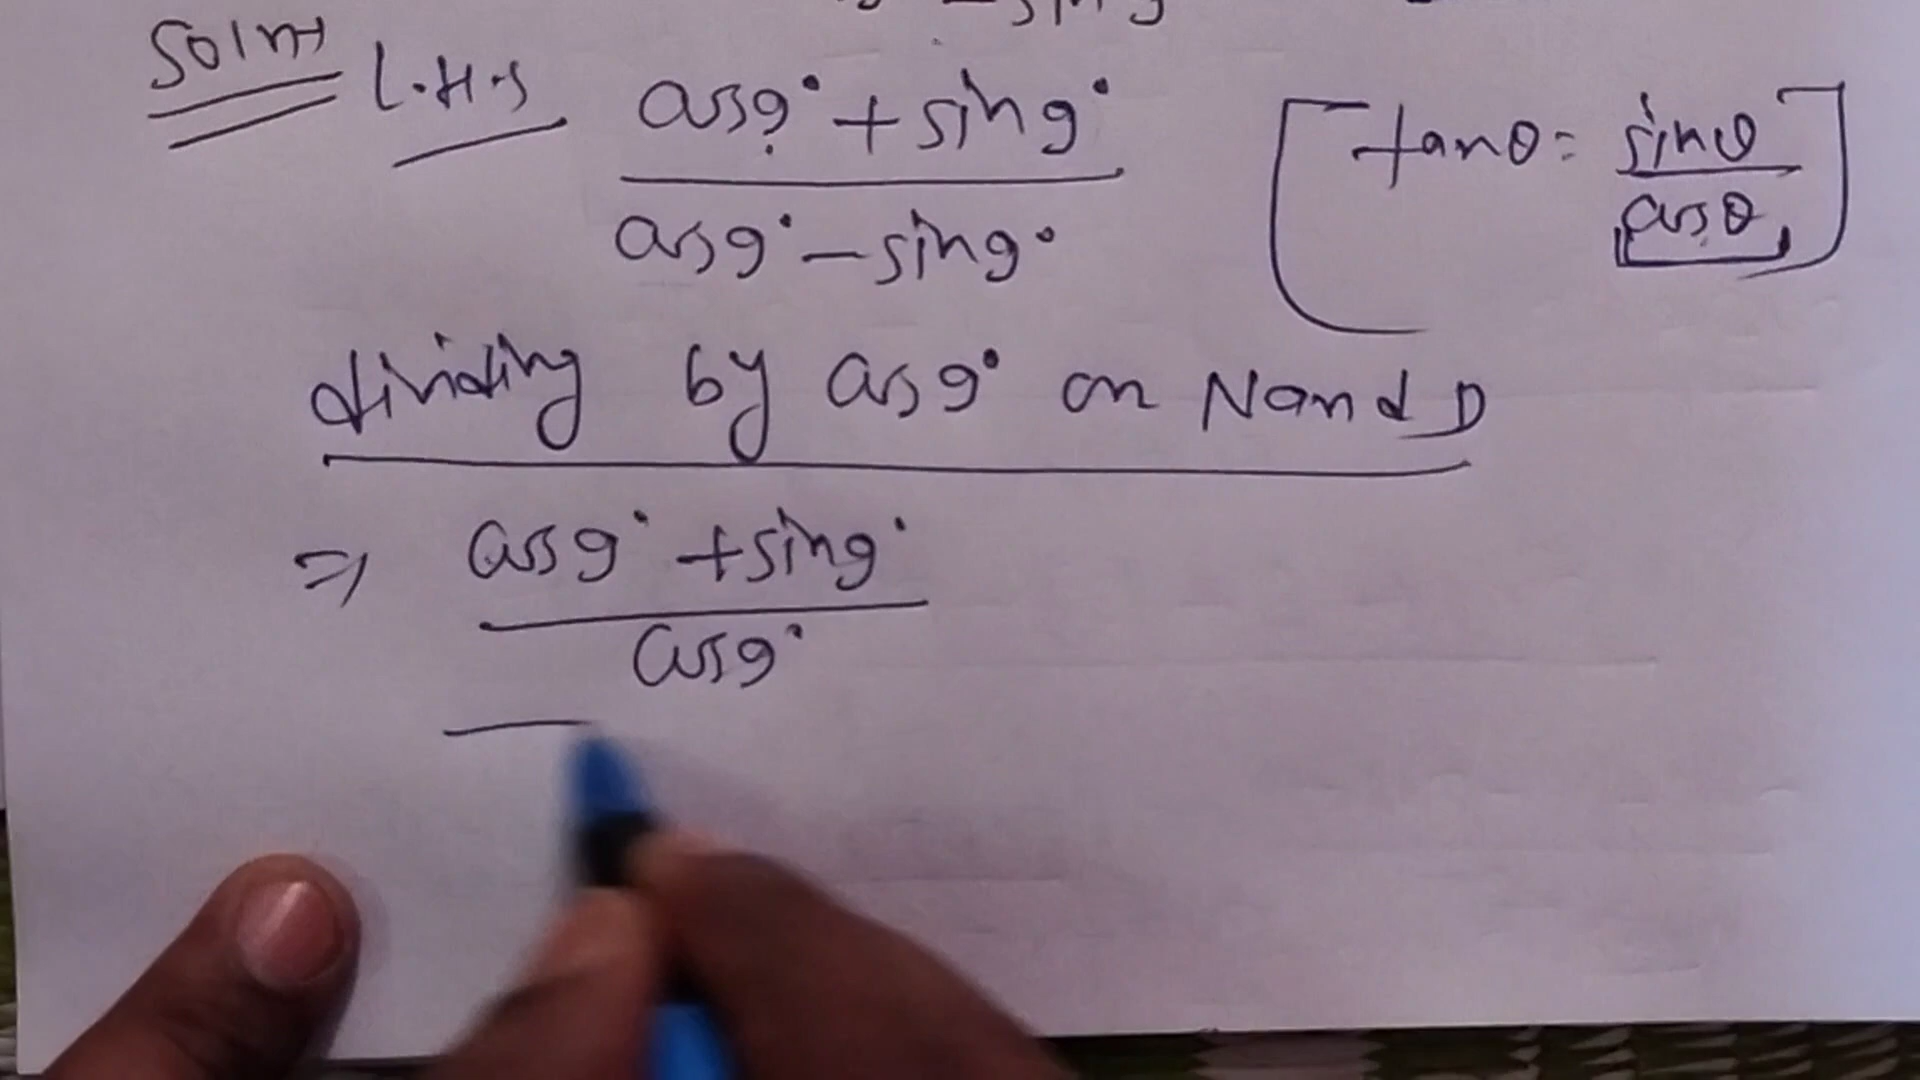 Soln L.H.S cos9° + sin9° / cos9° - sin9° [tanθ = sinθ / cosθ]
dividing by cos9° on N and D
⇒ cos9° + sin9° / cos9°